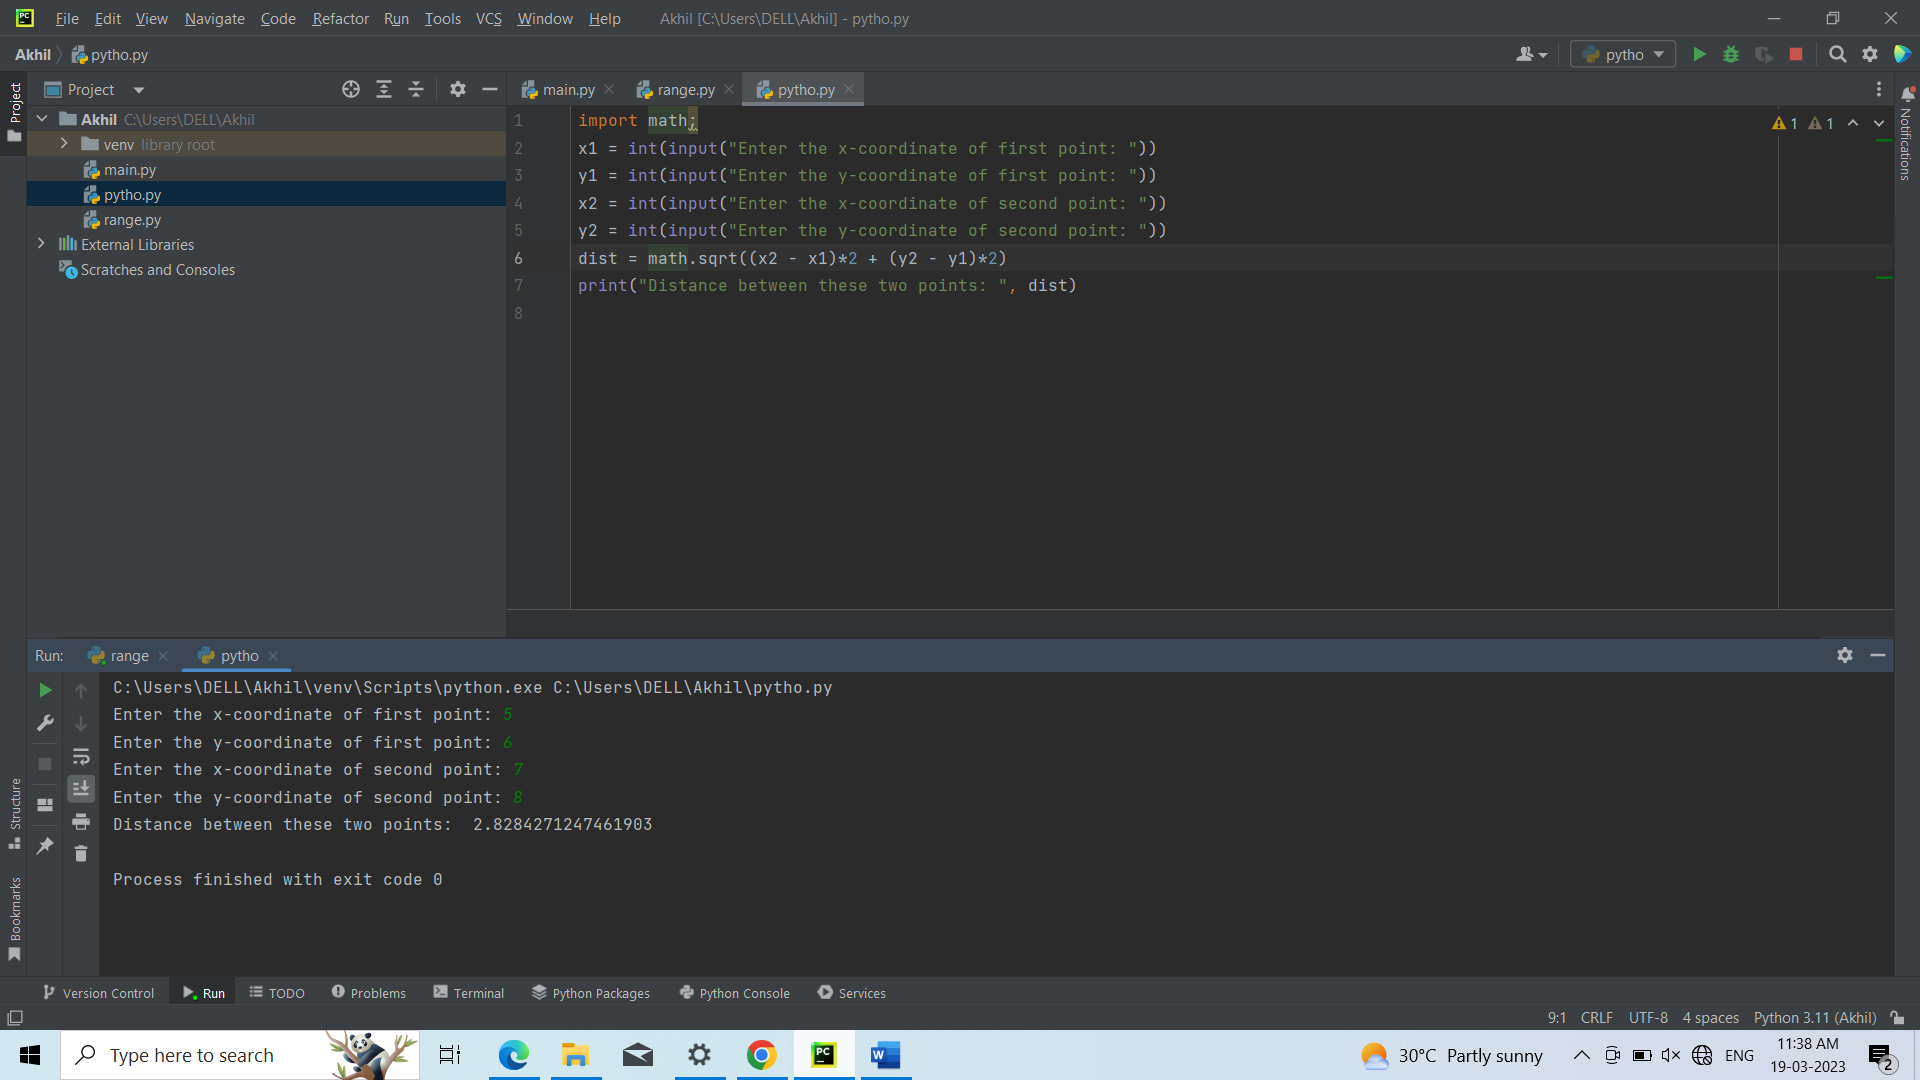 PC File Edit View Navigate Code Refactor Run Tools VCS Window Help Akhil [C:\Users\DELL\Akhil] - pytho.py
Akhil pytho.py pytho
Project
Project main.py range.py pytho.py
Akhil C:\Users\DELL\Akhil
venv library root
main.py
pytho.py
range.py
External Libraries
Scratches and Consoles
1 import math;
2 x1 = int(input("Enter the x-coordinate of first point: "))
3 y1 = int(input("Enter the y-coordinate of first point: "))
4 x2 = int(input("Enter the x-coordinate of second point: "))
5 y2 = int(input("Enter the y-coordinate of second point: "))
6 dist = math.sqrt((x2 - x1)*2 + (y2 - y1)*2)
7 print("Distance between these two points: ", dist)
8
1 1
Notifications
Run: range pytho
C:\Users\DELL\Akhil\venv\Scripts\python.exe C:\Users\DELL\Akhil\pytho.py
Enter the x-coordinate of first point: 5
Enter the y-coordinate of first point: 6
Enter the x-coordinate of second point: 7
Enter the y-coordinate of second point: 8
Distance between these two points:  2.8284271247461903
Process finished with exit code 0
Structure
Bookmarks
Version Control Run TODO Problems Terminal Python Packages Python Console Services
9:1 CRLF UTF-8 4 spaces Python 3.11 (Akhil)
Type here to search PC W 30°C Partly sunny ENG 11:38 AM
19-03-2023 2